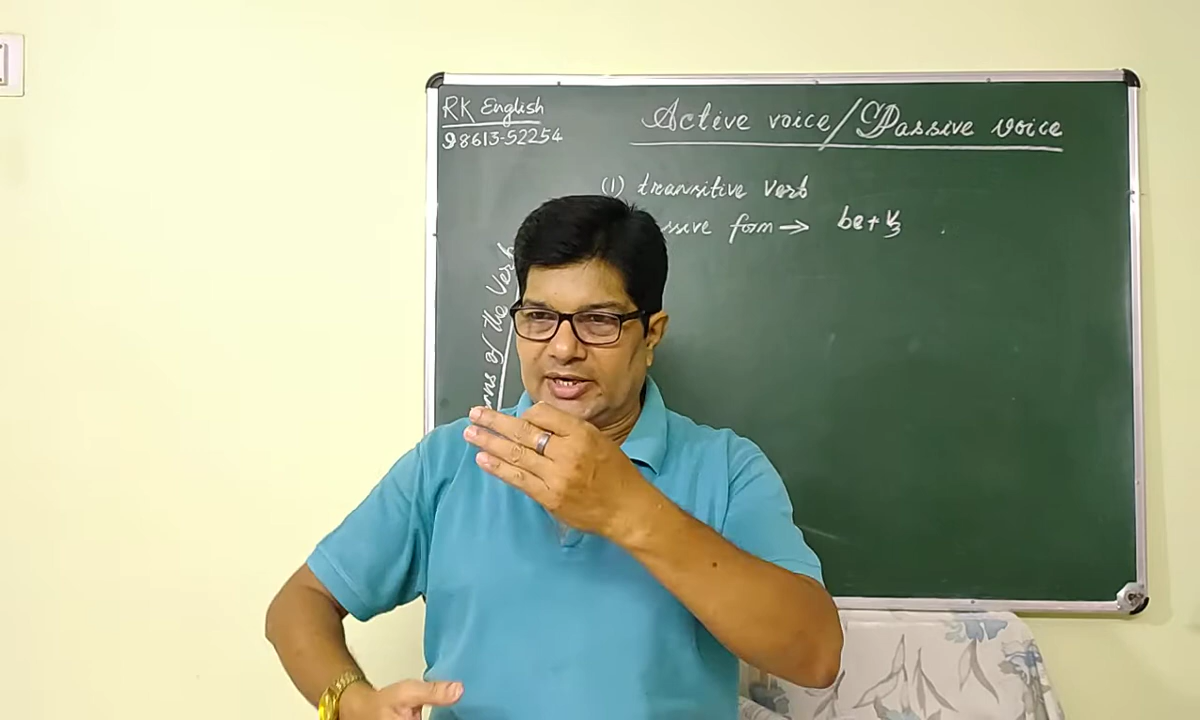 RK English
98613-52254
Active voice/Passive voice
(1) transitive Verb
form → be+V3
of the Verb